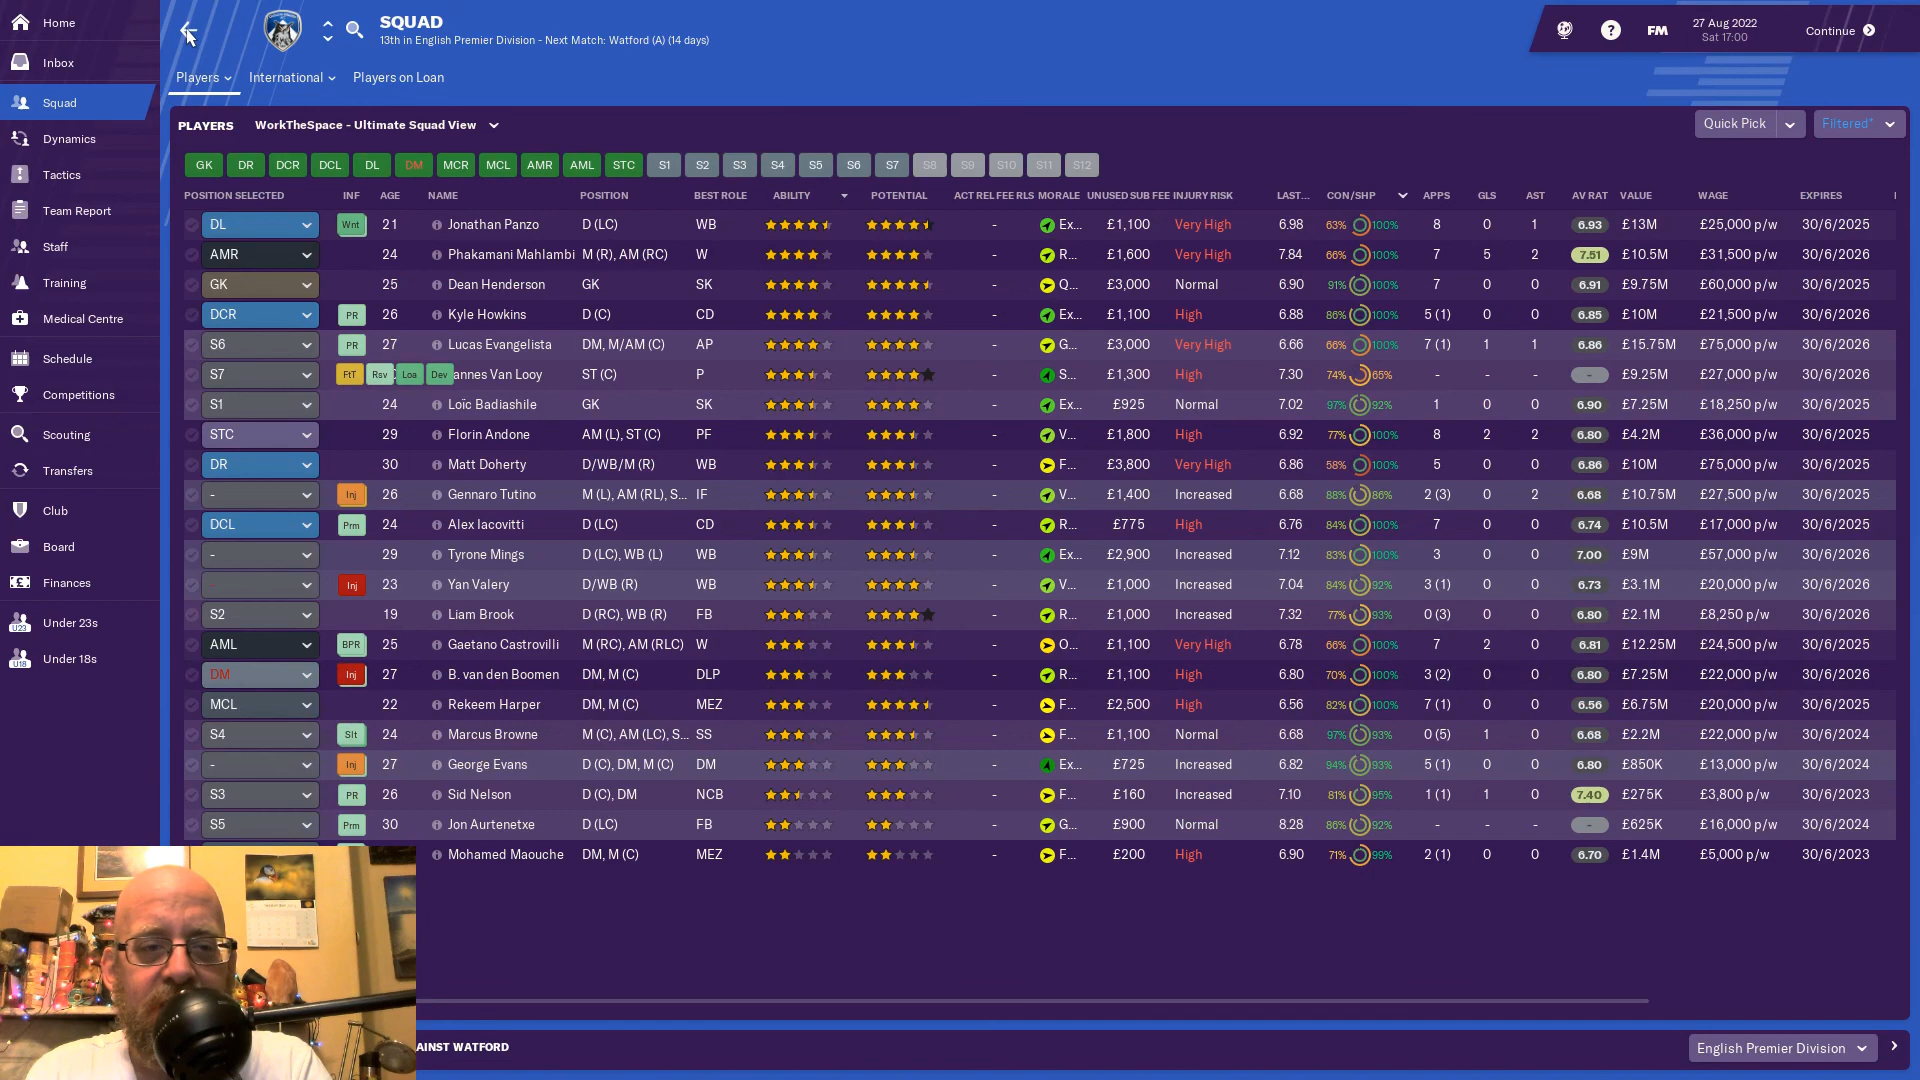 Home
Inbox
Squad
Dynamics
Tactics
Team Report
Staff
Training
Medical Centre
Schedule
Competitions
Scouting
Transfers
Club
Board
Finances
Under 23s
Under 18s
SQUAD
13th in English Premier Division - Next Match: Watford (A) (14 days)
FM
27 Aug 2022
Sat 17:00
Continue
Players International Players on Loan
PLAYERS WorkTheSpace - Ultimate Squad View Quick Pick Filtered*
GK DR DCR DCL DL DM MCR MCL AMR AML STC S1 S2 S3 S4 S5 S6 S7 S8 S9 S10 S11 S12
POSITION SELECTED INF AGE NAME POSITION BEST ROLE ABILITY POTENTIAL ACT REL FEE RLS MORALE UNUSED SUB FEE INJURY RISK LAST... CON/SHP APPS GLS AST AV RAT VALUE WAGE EXPIRES
DL Wnt 21 Jonathan Panzo D (LC) WB - Ex... £1,100 Very High 6.98 63% 100% 8 0 1 6.93 £13M £25,000 p/w 30/6/2025
AMR 24 Phakamani Mahlambi M (R), AM (RC) W - R... £1,600 Very High 7.84 66% 100% 7 5 2 7.51 £10.5M £31,500 p/w 30/6/2026
GK 25 Dean Henderson GK SK - Q... £3,000 Normal 6.90 91% 100% 7 0 0 6.91 £9.75M £60,000 p/w 30/6/2025
DCR PR 26 Kyle Howkins D (C) CD - Ex... £1,100 High 6.88 86% 100% 5 (1) 0 0 6.85 £10M £21,500 p/w 30/6/2026
S6 PR 27 Lucas Evangelista DM, M/AM (C) AP - G... £3,000 Very High 6.66 66% 100% 7 (1) 1 1 6.86 £15.75M £75,000 p/w 30/6/2026
S7 FtT Rsv Loa Dev annes Van Looy ST (C) P - S... £1,300 High 7.30 74% 65% - - - - £9.25M £27,000 p/w 30/6/2026
S1 24 Loïc Badiashile GK SK - Ex... £925 Normal 7.02 97% 92% 1 0 0 6.90 £7.25M £18,250 p/w 30/6/2025
STC 29 Florin Andone AM (L), ST (C) PF - V... £1,800 High 6.92 77% 100% 8 2 2 6.80 £4.2M £36,000 p/w 30/6/2025
DR 30 Matt Doherty D/WB/M (R) WB - F... £3,800 Very High 6.86 58% 100% 5 0 0 6.86 £10M £75,000 p/w 30/6/2025
- Inj 26 Gennaro Tutino M (L), AM (RL), S... IF - V... £1,400 Increased 6.68 88% 86% 2 (3) 0 2 6.68 £10.75M £27,500 p/w 30/6/2025
DCL Prm 24 Alex Iacovitti D (LC) CD - R... £775 High 6.76 84% 100% 7 0 0 6.74 £10.5M £17,000 p/w 30/6/2026
- 29 Tyrone Mings D (LC), WB (L) WB - Ex... £2,900 Increased 7.12 83% 100% 3 0 0 7.00 £9M £57,000 p/w 30/6/2026
- Inj 23 Yan Valery D/WB (R) WB - V... £1,000 Increased 7.04 84% 92% 3 (1) 0 0 6.73 £3.1M £20,000 p/w 30/6/2026
S2 19 Liam Brook D (RC), WB (R) FB - R... £1,000 Increased 7.32 77% 93% 0 (3) 0 0 6.80 £2.1M £8,250 p/w 30/6/2026
AML BPR 25 Gaetano Castrovilli M (RC), AM (RLC) W - O... £1,100 Very High 6.78 66% 100% 7 2 0 6.81 £12.25M £24,500 p/w 30/6/2025
DM Inj 27 B. van den Boomen DM, M (C) DLP - R... £1,100 High 6.80 70% 100% 3 (2) 0 0 6.80 £7.25M £22,000 p/w 30/6/2025
MCL 22 Rekeem Harper DM, M (C) MEZ - F... £2,500 High 6.56 82% 100% 7 (1) 0 0 6.56 £6.75M £20,000 p/w 30/6/2025
S4 Slt 24 Marcus Browne M (C), AM (LC), S... SS - F... £1,100 Normal 6.68 97% 93% 0 (5) 1 0 6.68 £2.2M £22,000 p/w 30/6/2024
- Inj 27 George Evans D (C), DM, M (C) DM - Ex... £725 Increased 6.82 94% 93% 5 (1) 0 0 6.80 £850K £13,000 p/w 30/6/2024
S3 PR 26 Sid Nelson D (C), DM NCB - F... £160 Increased 7.10 81% 95% 1 (1) 1 0 7.40 £275K £3,800 p/w 30/6/2023
S5 Prm 30 Jon Aurtenetxe D (LC) FB - G... £900 Normal 8.28 86% 92% - - - - £625K £16,000 p/w 30/6/2024
Mohamed Maouche DM, M (C) MEZ - F... £200 High 6.90 71% 99% 2 (1) 0 0 6.70 £1.4M £5,000 p/w 30/6/2023
AINST WATFORD English Premier Division